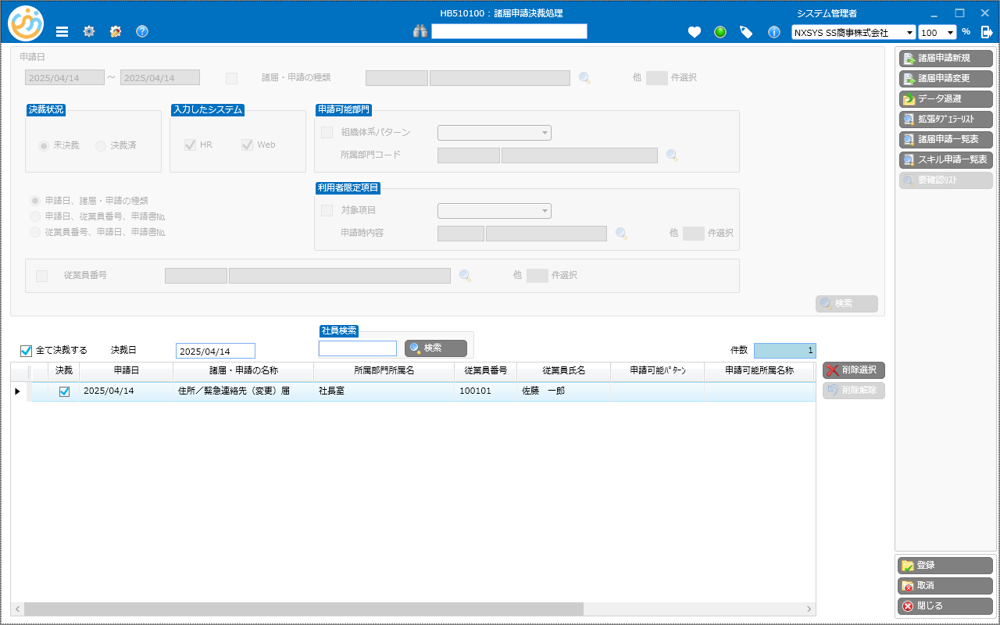 HB510100：諸届申請決裁処理
システム管理者
NXSYS SS商事株式会社
100
%
申請日
2025/04/14 ～ 2025/04/14
諸届・申請の種類
他 件選択
決裁状況
未決裁 決裁済
入力したシステム
HR Web
申請可能部門
組織体系パターン
所属部門コード
申請日、諸届・申請の種類
申請日、従業員番号、申請書№
従業員番号、申請日、申請書№
利用者限定項目
対象項目
申請時内容
他 件選択
従業員番号
他 件選択
検索
全て決裁する
決裁日
2025/04/14
社員検索
検索
件数 1
決裁 申請日 諸届・申請の名称 所属部門所属名 従業員番号 従業員氏名 申請可能ﾊﾟﾀｰﾝ 申請可能所属名称
2025/04/14 住所／緊急連絡先（変更）届 社長室 100101 佐藤　一郎
削除選択
削除解除
諸届申請新規
諸届申請変更
データ退避
拡張ﾀﾌﾞｴﾗｰﾘｽﾄ
諸届申請一覧表
スキル申請一覧表
要確認ﾘｽﾄ
登録
取消
閉じる